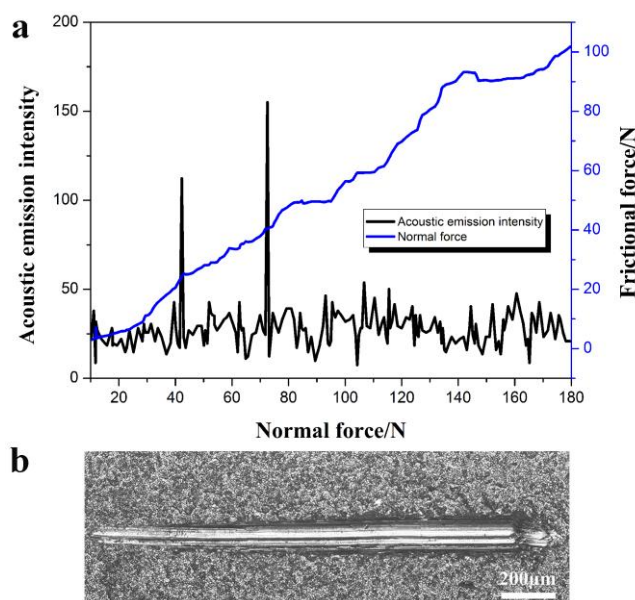 a
200
150
100
50
0
Acoustic emission intensity
100
80
60
40
20
0
Frictional force/N
Acoustic emission intensity
Normal force
20 40 60 80 100 120 140 160 180
Normal force/N
b
200μm